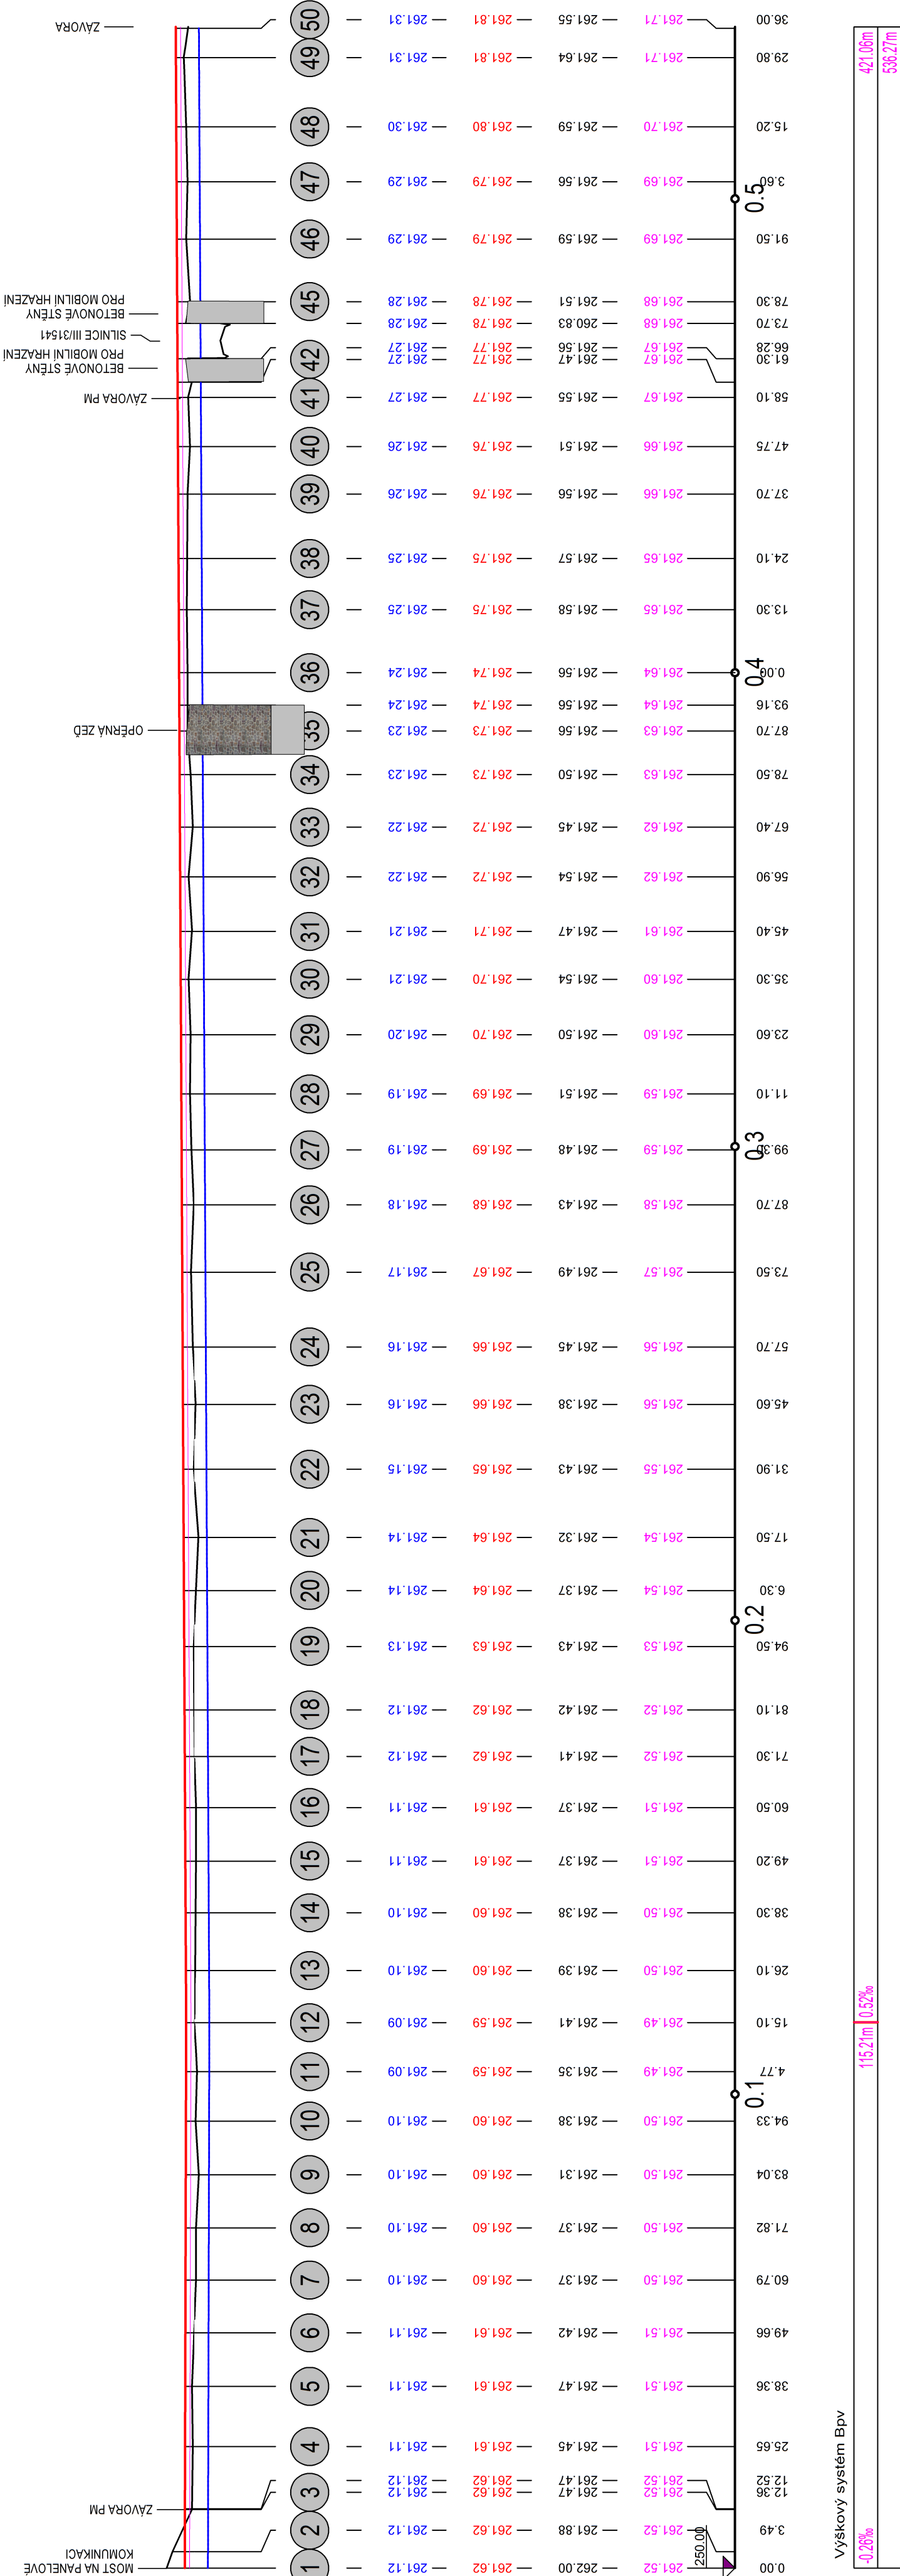 ZÁVORA
50 261.31 261.81 261.55 261.71 36.00
49 261.31 261.81 261.64 261.71 29.80
48 261.30 261.80 261.59 261.70 15.20
47 261.29 261.79 261.56 261.69 3.60
0.5
46 261.29 261.79 261.59 261.69 91.50
BETONOVÉ STĚNY
PRO MOBILNÍ HRAZENÍ
45 261.28 261.78 261.51 261.68 78.30
261.28 261.78 260.83 261.68 73.70
SILNICE III/31541
261.27 261.77 261.56 261.67 66.28
BETONOVÉ STĚNY
PRO MOBILNÍ HRAZENÍ
42 261.27 261.77 261.47 261.67 61.30
ZÁVORA PM
41 261.27 261.77 261.55 261.67 58.10
40 261.26 261.76 261.51 261.66 47.75
39 261.26 261.76 261.56 261.66 37.70
38 261.25 261.75 261.57 261.65 24.10
37 261.25 261.75 261.58 261.65 13.30
36 261.24 261.74 261.56 261.64 0.00
0.4
261.24 261.74 261.56 261.64 93.16
OPĚRNÁ ZEĎ
35 261.23 261.73 261.56 261.63 87.70
34 261.23 261.73 261.50 261.63 78.50
33 261.22 261.72 261.45 261.62 67.40
32 261.22 261.72 261.54 261.62 56.90
31 261.21 261.71 261.47 261.61 45.40
30 261.21 261.70 261.54 261.60 35.30
29 261.20 261.70 261.50 261.60 23.60
28 261.19 261.69 261.51 261.59 11.10
0.3
27 261.19 261.69 261.48 261.59
26 261.18 261.68 261.43 261.58 87.70
25 261.17 261.67 261.49 261.57 73.50
24 261.16 261.66 261.45 261.56 57.70
23 261.16 261.66 261.38 261.56 45.60
22 261.15 261.65 261.43 261.55 31.90
21 261.14 261.64 261.32 261.54 17.50
20 261.14 261.64 261.37 261.54 6.30
0.2
19 261.13 261.63 261.43 261.53 94.50
18 261.12 261.62 261.42 261.52 81.10
17 261.12 261.62 261.41 261.52 71.30
16 261.11 261.61 261.37 261.51 60.50
15 261.11 261.61 261.37 261.51 49.20
14 261.10 261.60 261.38 261.50 38.30
13 261.10 261.60 261.39 261.50 26.10
12 261.09 261.59 261.41 261.49 15.10
11 261.09 261.59 261.35 261.49 4.77
0.1
10 261.10 261.60 261.38 261.50 94.33
9 261.10 261.60 261.31 261.50 83.04
8 261.10 261.60 261.37 261.50 71.82
7 261.10 261.60 261.37 261.50 60.79
6 261.11 261.61 261.42 261.51 49.66
5 261.11 261.61 261.47 261.51 38.36
4 261.11 261.61 261.45 261.51 25.65
261.12 261.62 261.47 261.52 12.52
3 261.12 261.62 261.47 261.52 12.36
ZÁVORA PM
2 261.12 261.62 261.88 261.52 3.49
MOST NA PANELOVÉ
KOMUNIKACI
1 261.12 261.62 262.00 261.52 0.00
250.00
Výškový systém Bpv
-0.26‰ 115.21m 0.52‰ 421.06m
536.27m